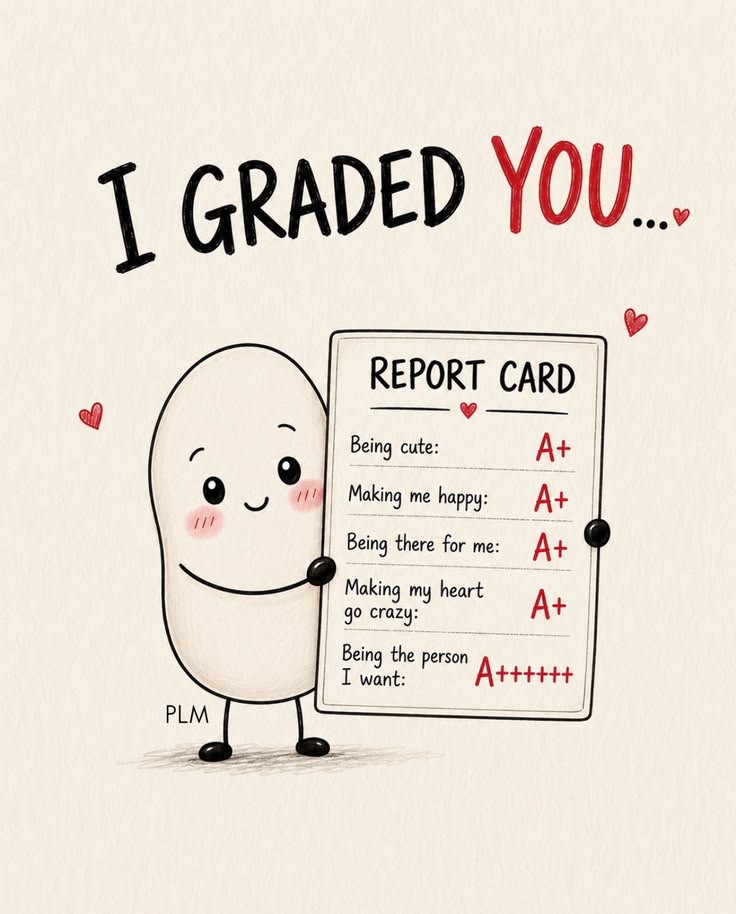 I GRADED YOU...
REPORT CARD
Being cute: A+
Making me happy: A+
Being there for me: A+
Making my heart
go crazy: A+
Being the person
I want: A++++++
PLM